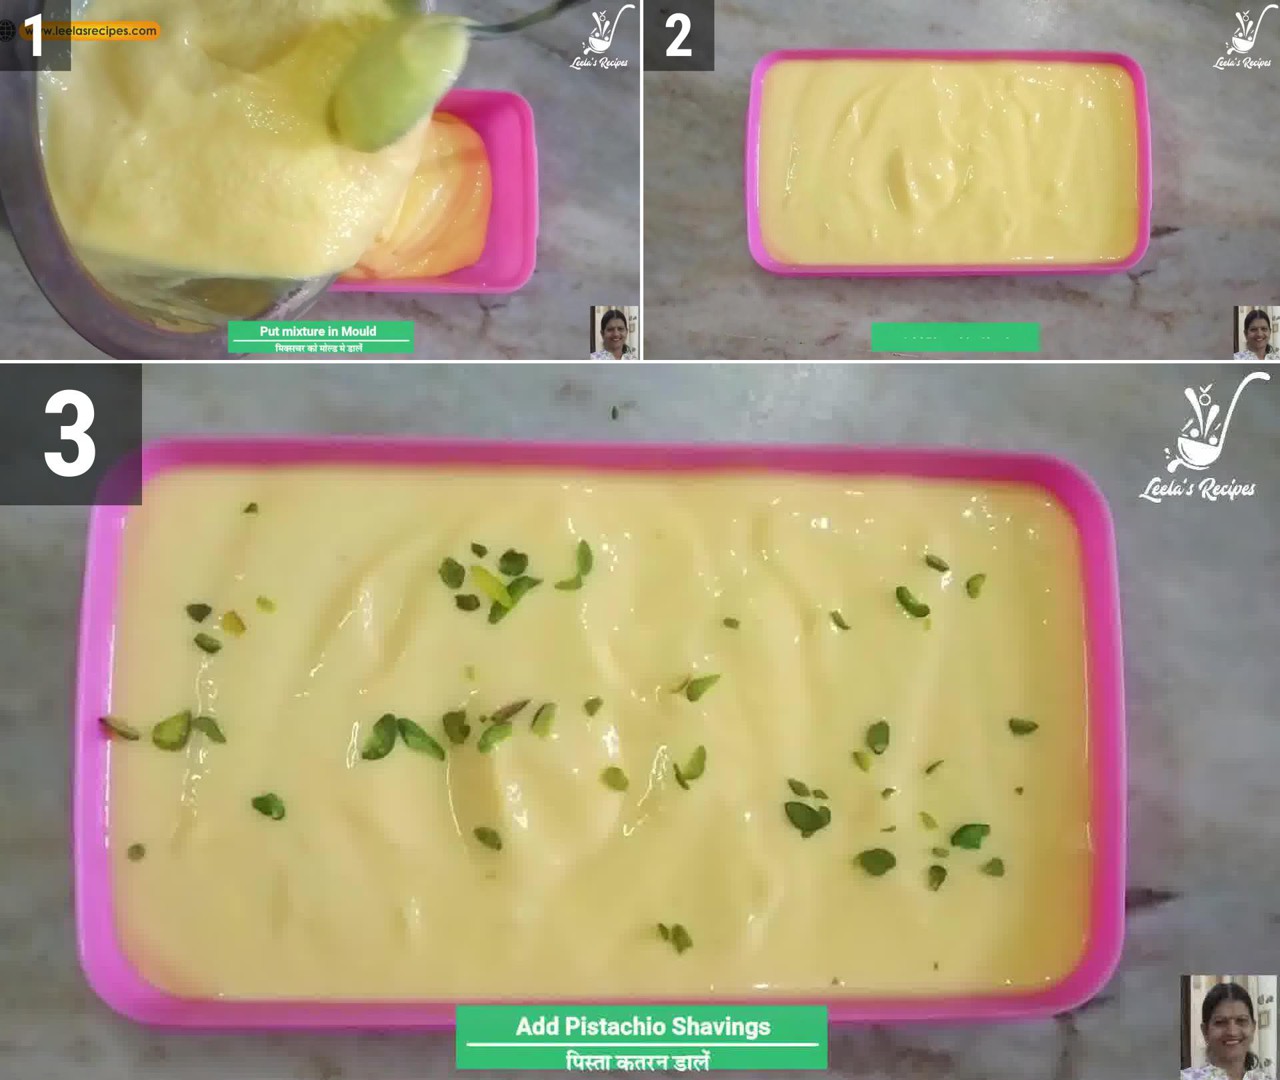 1
www.leelasrecipes.com
Leela's Recipes
Put mixture in Mould
मिक्सचर को मोल्ड मे डालें
2
Leela's Recipes
3
Leela's Recipes
Add Pistachio Shavings
पिस्ता कतरन डालें